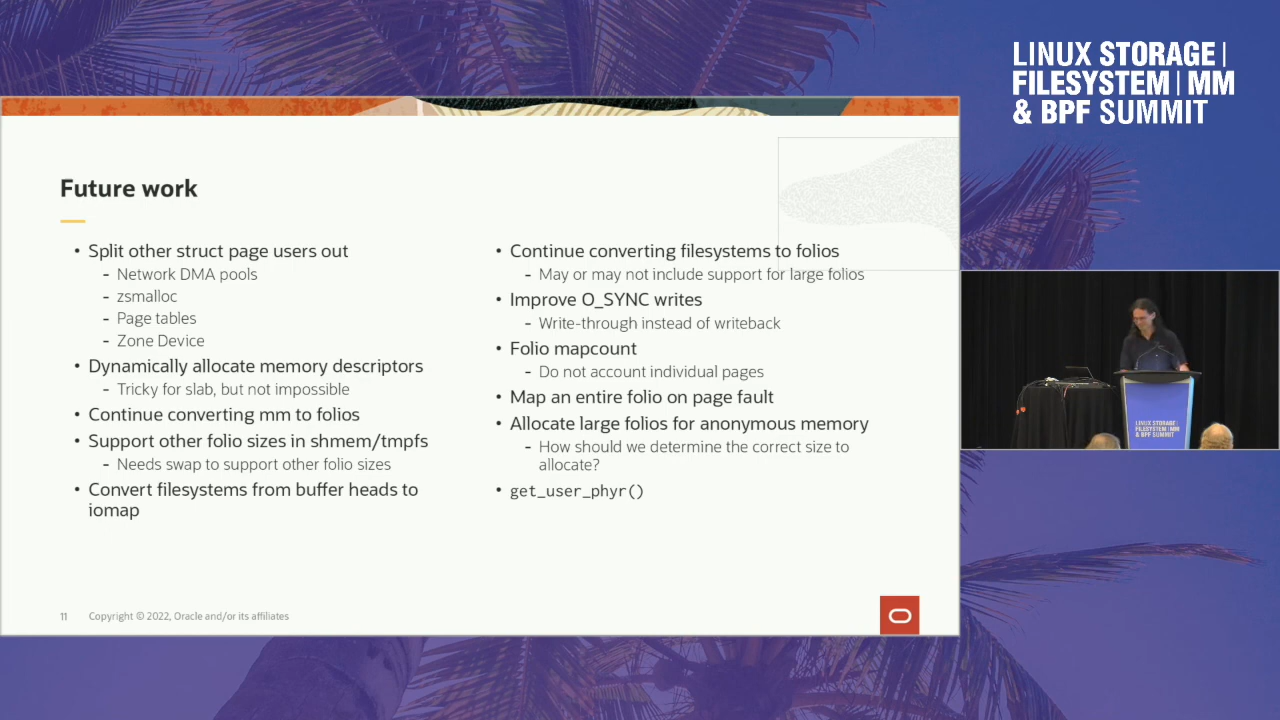 LINUX STORAGE |
FILESYSTEM | MM
& BPF SUMMIT
Future work
• Split other struct page users out
- Network DMA pools
- zsmalloc
- Page tables
- Zone Device
• Dynamically allocate memory descriptors
- Tricky for slab, but not impossible
• Continue converting mm to folios
• Support other folio sizes in shmem/tmpfs
- Needs swap to support other folio sizes
• Convert filesystems from buffer heads to
iomap
• Continue converting filesystems to folios
- May or may not include support for large folios
• Improve O_SYNC writes
- Write-through instead of writeback
• Folio mapcount
- Do not account individual pages
• Map an entire folio on page fault
• Allocate large folios for anonymous memory
- How should we determine the correct size to
allocate?
• get_user_phyr()
11 Copyright © 2022, Oracle and/or its affiliates
LINUX STORAGE |
FILESYSTEM | MM
& BPF SUMMIT